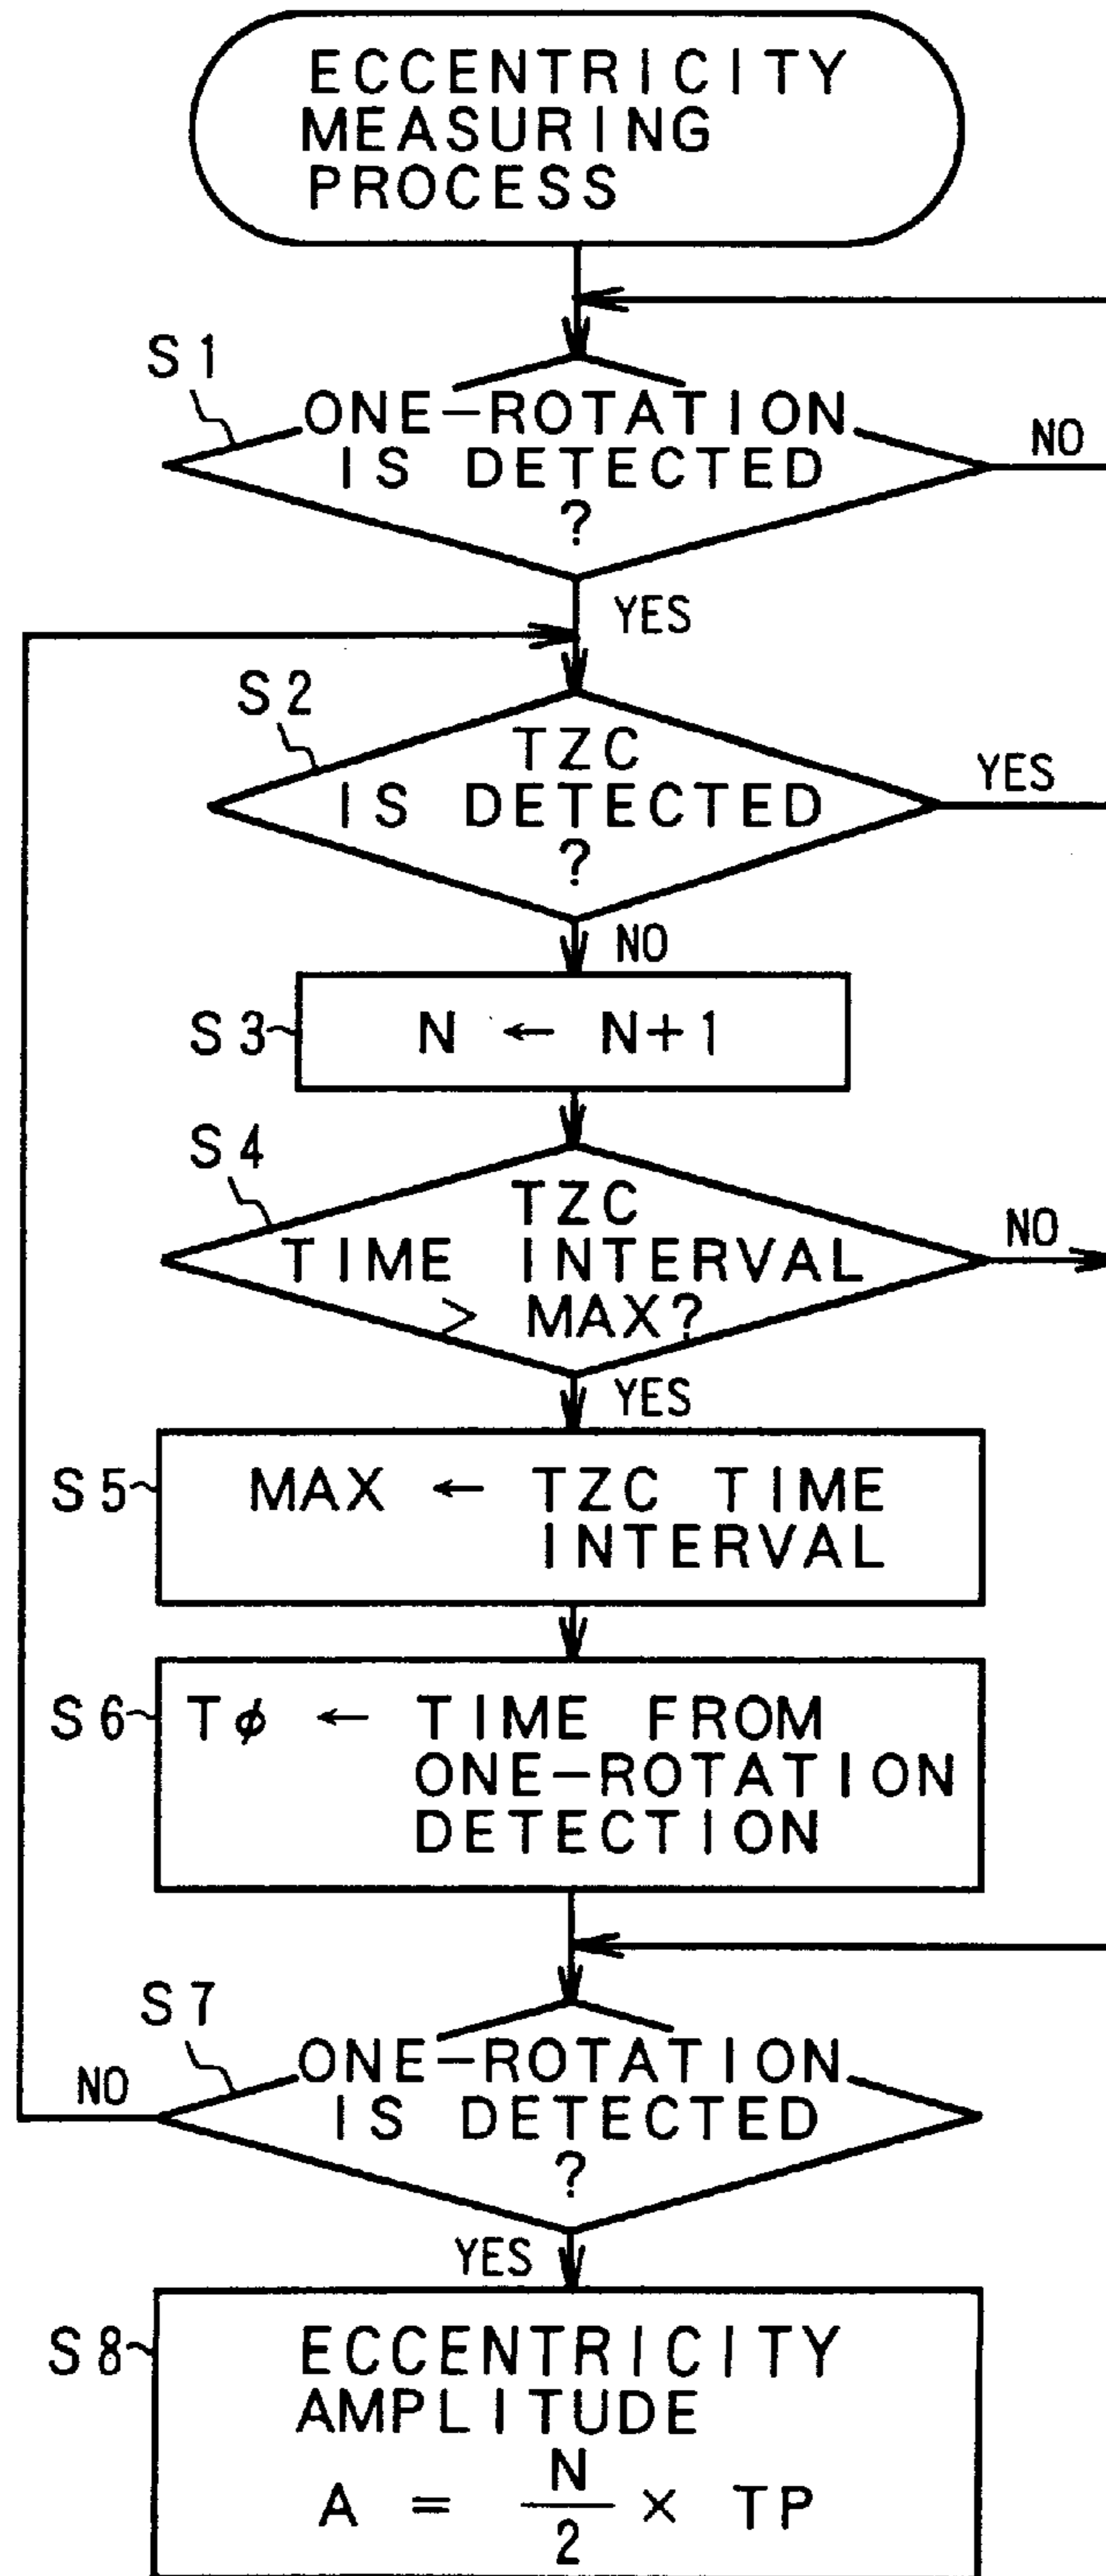 ECCENTRICITY
MEASURING
PROCESS
S1
ONE-ROTATION
IS DETECTED
?
NO
YES
S2
TZC
IS DETECTED
?
YES
NO
S3
N ← N+1
S4
TZC
TIME INTERVAL
> MAX?
NO
YES
S5
MAX ← TZC TIME
INTERVAL
S6
Tφ ← TIME FROM
ONE-ROTATION
DETECTION
S7
ONE-ROTATION
IS DETECTED
?
NO
YES
S8
ECCENTRICITY
AMPLITUDE
A = N/2 × TP